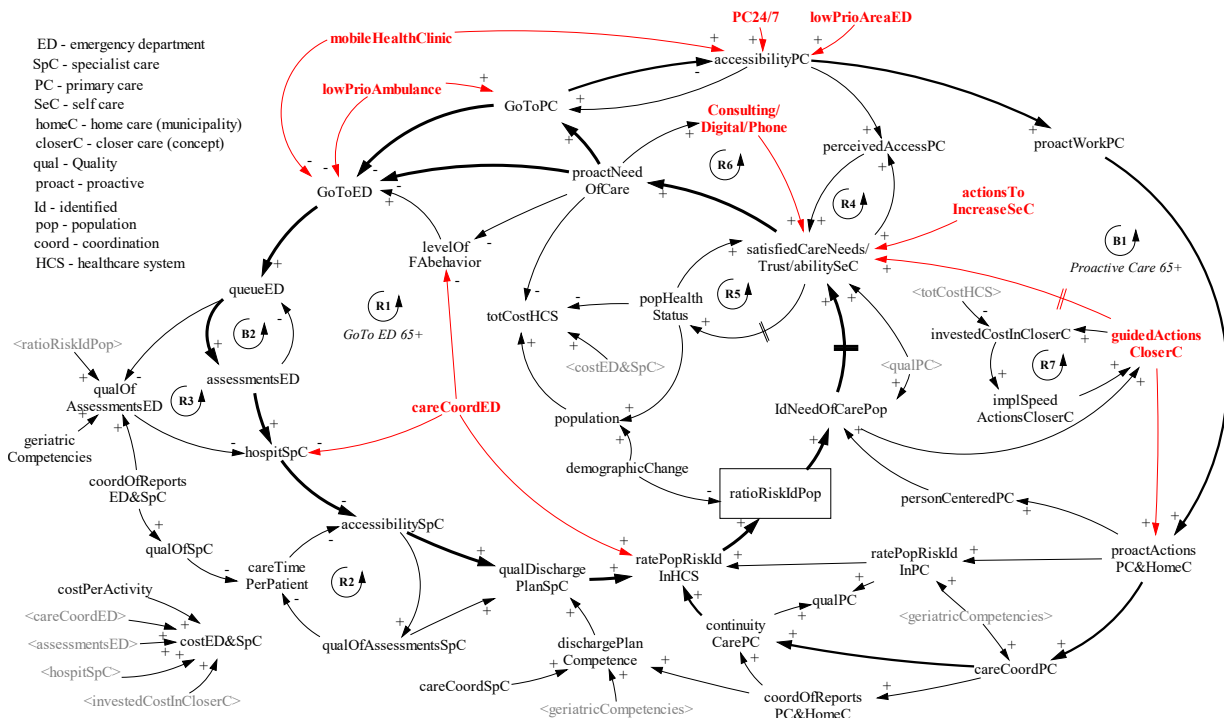 PC24/7
lowPrioAreaED
mobileHealthClinic
ED - emergency department
SpC - specialist care
PC - primary care
SeC - self care
homeC - home care (municipality)
closerC - closer care (concept)
qual - Quality
proact - proactive
Id - identified
pop - population
coord - coordination
HCS - healthcare system
accessibilityPC
lowPrioAmbulance
GoToPC
Consulting/
Digital/Phone
proactWorkPC
perceivedAccessPC
R6
proactNeed
OfCare
GoToED
R4
actionsTo
IncreaseSeC
levelOf
FAbehavior
satisfiedCareNeeds/
Trust/abilitySeC
B1
Proactive Care 65+
queueED
R1
GoTo ED 65+
popHealth
Status
R5
<totCostHCS>
totCostHCS
B2
investedCostInCloserC
guidedActions
CloserC
<ratioRiskIdPop>
<costED&SpC>
<qualPC>
R7
assessmentsED
qualOf
AssessmentsED
R3
implSpeed
ActionsCloserC
careCoordED
population
IdNeedOfCarePop
geriatric
Competencies
hospitSpC
demographicChange
coordOfReports
ED&SpC
ratioRiskIdPop
personCenteredPC
accessibilitySpC
qualOfSpC
careTime
PerPatient
R2
qualDischarge
PlanSpC
ratePopRiskId
InHCS
ratePopRiskId
InPC
proactActions
PC&HomeC
costPerActivity
<careCoordED>
<assessmentsED>
costED&SpC
<hospitSpC>
<investedCostInCloserC>
qualOfAssessmentsSpC
qualPC
<geriatricCompetencies>
continuity
CarePC
dischargePlan
Competence
careCoordPC
careCoordSpC
coordOfReports
PC&HomeC
<geriatricCompetencies>